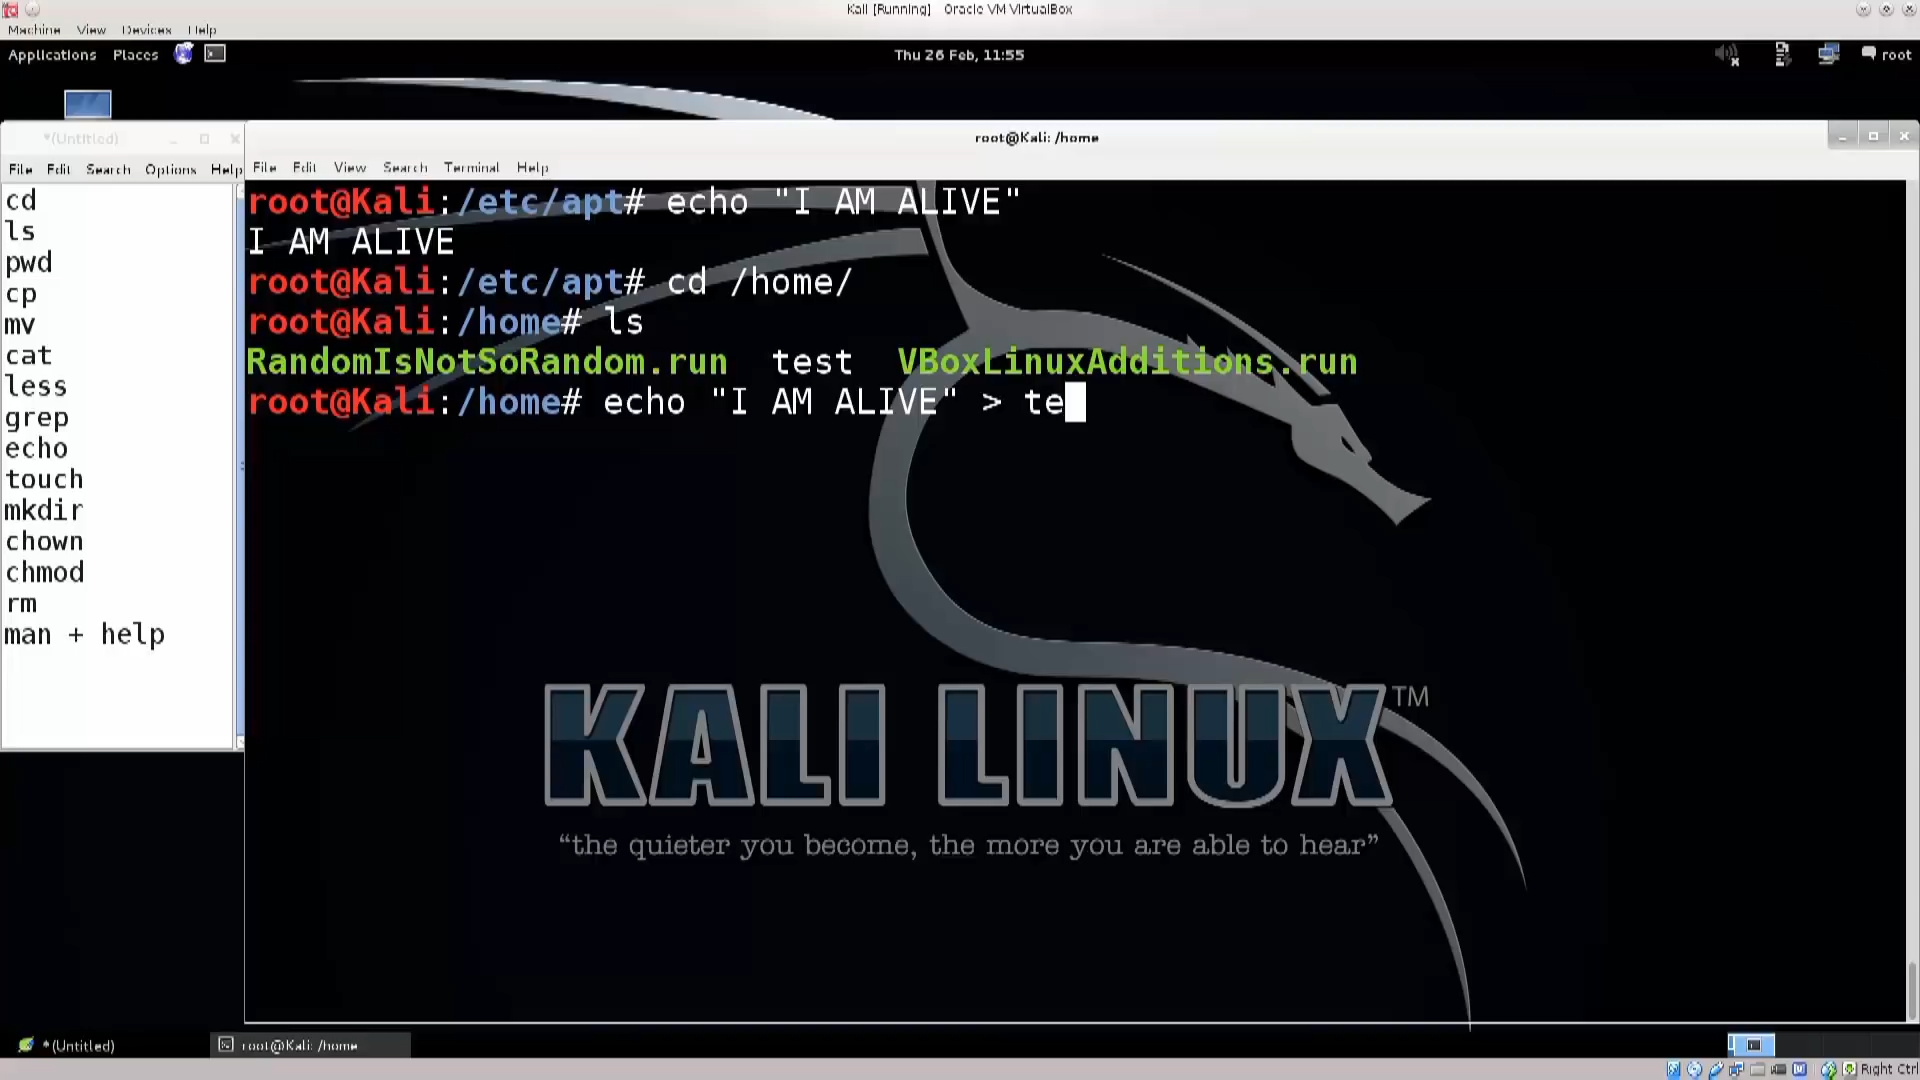 Kali [Running] - Oracle VM VirtualBox
Machine View Devices Help
Applications Places
Thu 26 Feb, 11:55
root
*(Untitled)
File Edit Search Options Help
cd
ls
pwd
cp
mv
cat
less
grep
echo
touch
mkdir
chown
chmod
rm
man + help
root@Kali: /home
File Edit View Search Terminal Help
root@Kali:/etc/apt# echo "I AM ALIVE"
I AM ALIVE
root@Kali:/etc/apt# cd /home/
root@Kali:/home# ls
RandomIsNotSoRandom.run test VBoxLinuxAdditions.run
root@Kali:/home# echo "I AM ALIVE" > te
KALI LINUX™
“the quieter you become, the more you are able to hear”
*(Untitled)
root@Kali: /home
Right Ctrl